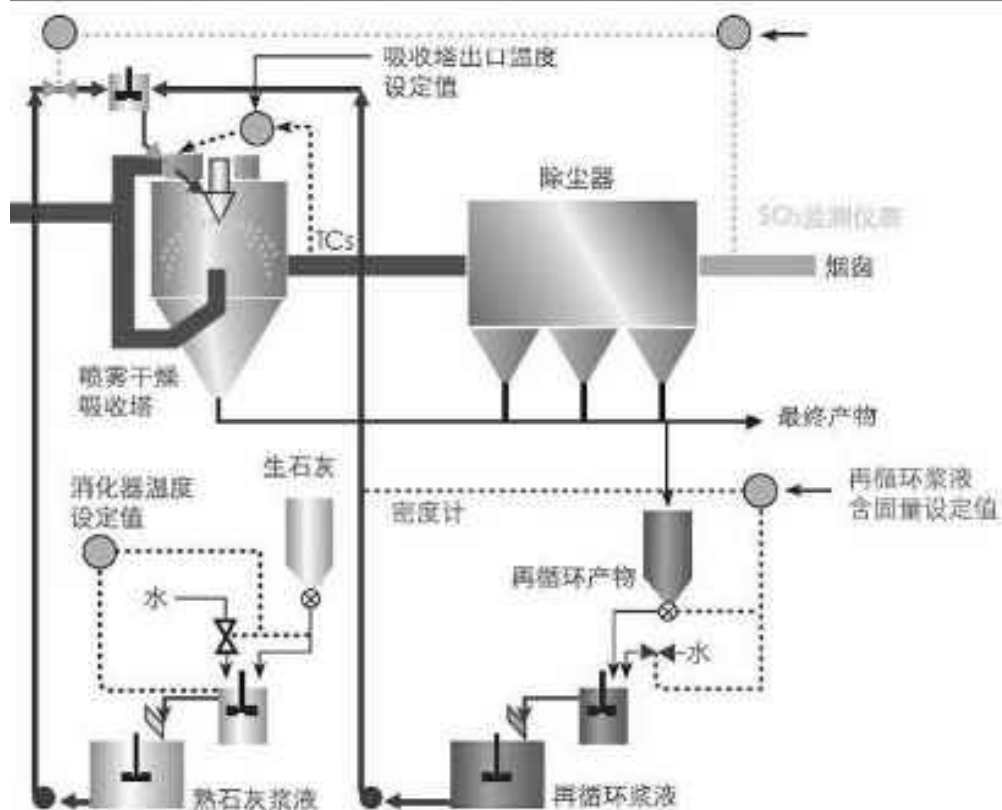 吸收塔出口温度
设定值
除尘器
SO₂监测仪表
TCs
烟囱
喷雾干燥
吸收塔
最终产物
生石灰
消化器温度
设定值
密度计
再循环浆液
含固量设定值
再循环产物
水
水
熟石灰浆液
再循环浆液